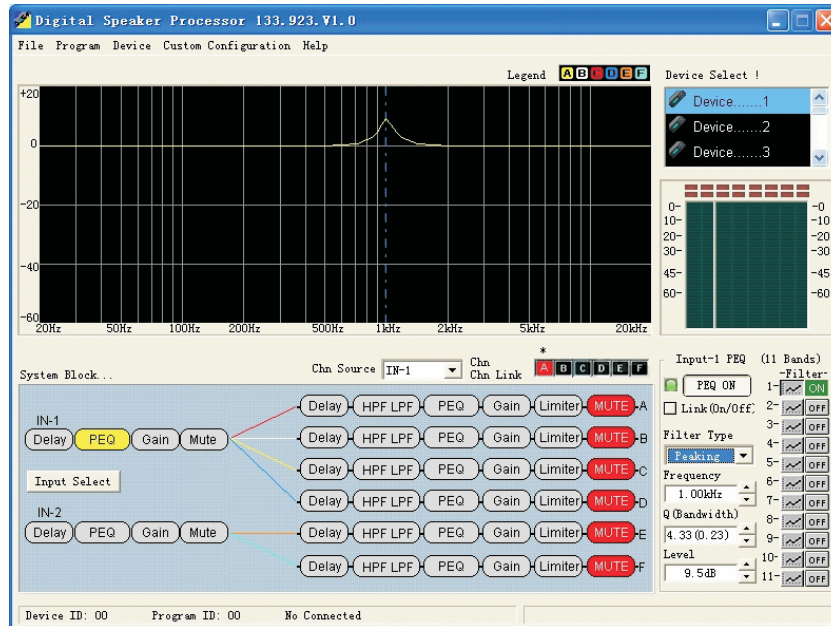 Digital Speaker Processor 133.923.V1.0
File Program Device Custom Configuration Help
Legend A B C D E F
Device Select !
Device.......1
Device.......2
Device.......3
+20
0
-20
-40
-60
20Hz 50Hz 100Hz 200Hz 500Hz 1kHz 2kHz 5kHz 20kHz
0- -0
10- -10
20- -20
30- -30
45- -45
60- -60
System Block...
Chn Source IN-1
Chn
Chn Link
* A B C D E F
IN-1
Delay PEQ Gain Mute
Input Select
IN-2
Delay PEQ Gain Mute
Delay HPF LPF PEQ Gain Limiter MUTE -A
Delay HPF LPF PEQ Gain Limiter MUTE -B
Delay HPF LPF PEQ Gain Limiter MUTE -C
Delay HPF LPF PEQ Gain Limiter MUTE -D
Delay HPF LPF PEQ Gain Limiter MUTE -E
Delay HPF LPF PEQ Gain Limiter MUTE -F
Input-1 PEQ (11 Bands)
PEQ ON
Link(On/Off)
Filter Type
Peaking
Frequency
1.00kHz
Q(Bandwidth)
4.33(0.23)
Level
9.5dB
-Filter-
1- ON
2- OFF
3- OFF
4- OFF
5- OFF
6- OFF
7- OFF
8- OFF
9- OFF
10- OFF
11- OFF
Device ID: 00 Program ID: 00 No Connected